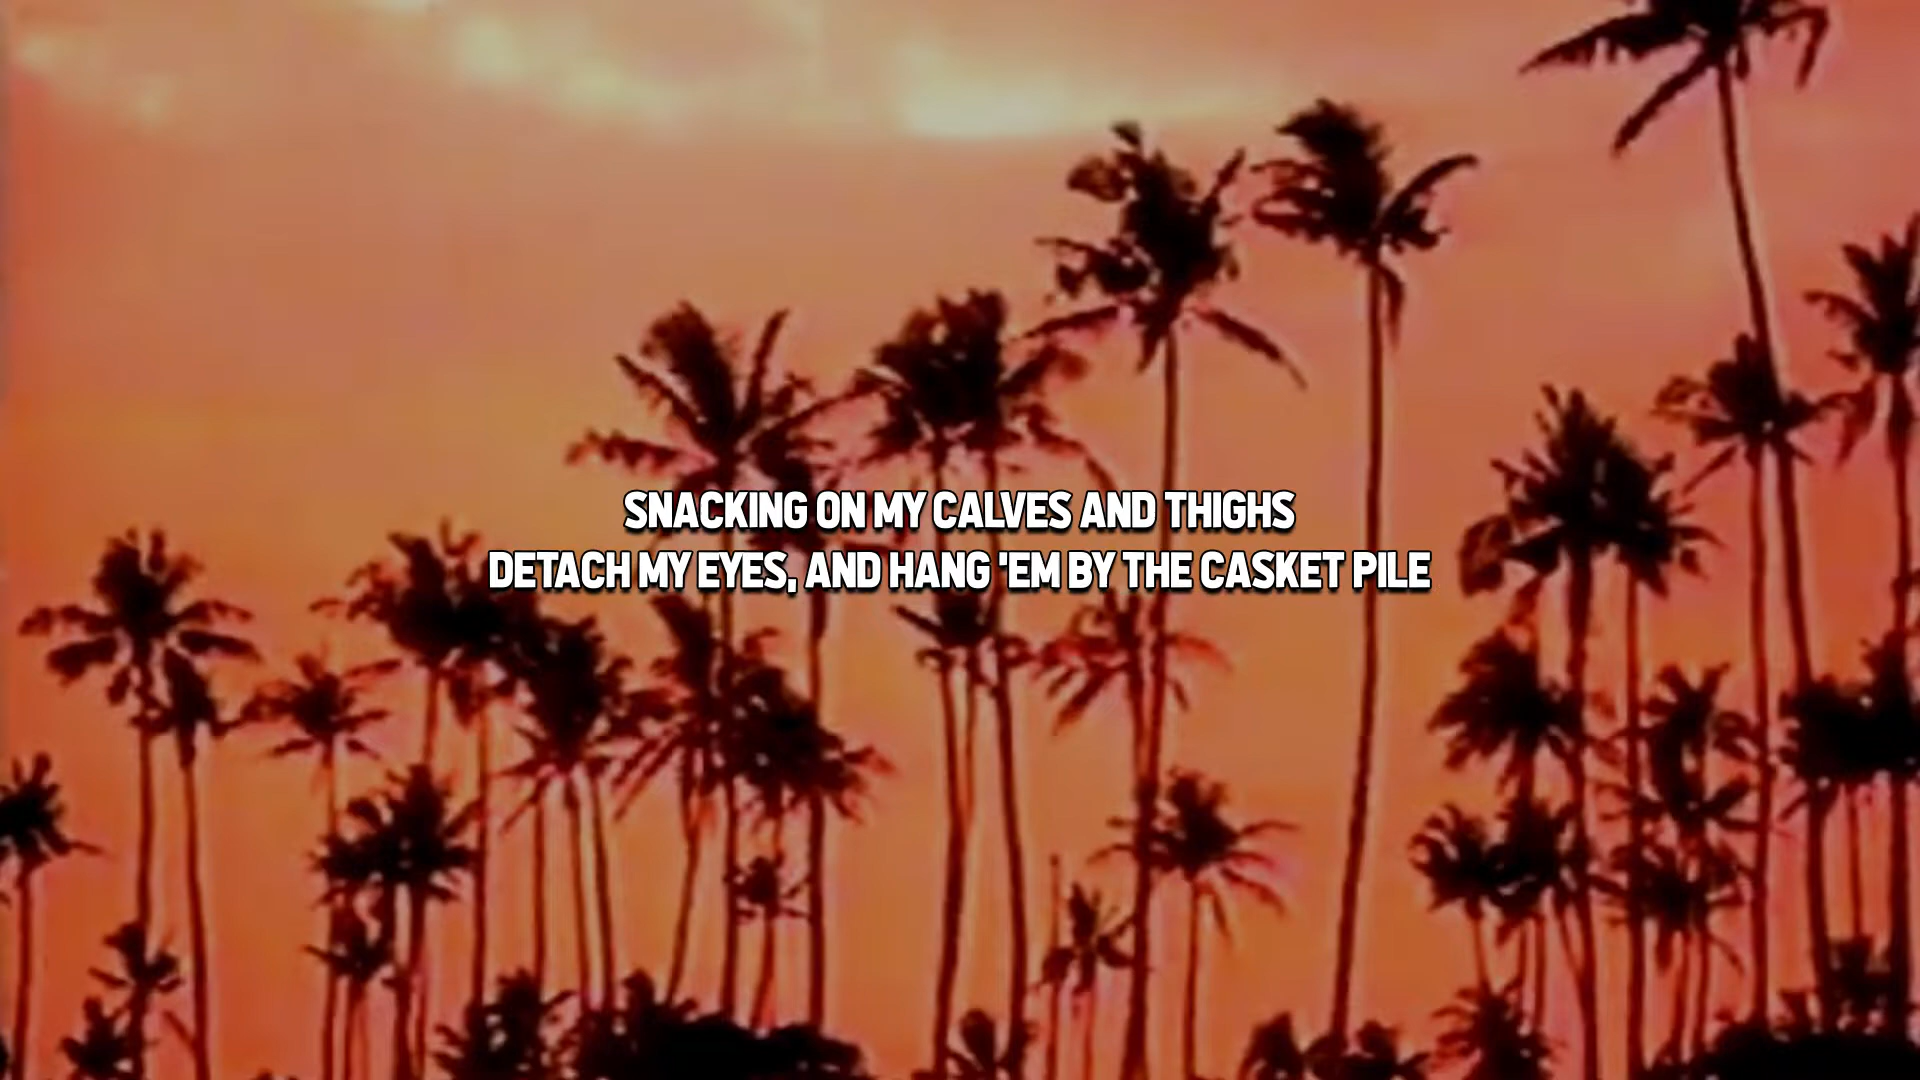 SNACKING ON MY CALVES AND THIGHS
DETACH MY EYES, AND HANG 'EM BY THE CASKET PILE